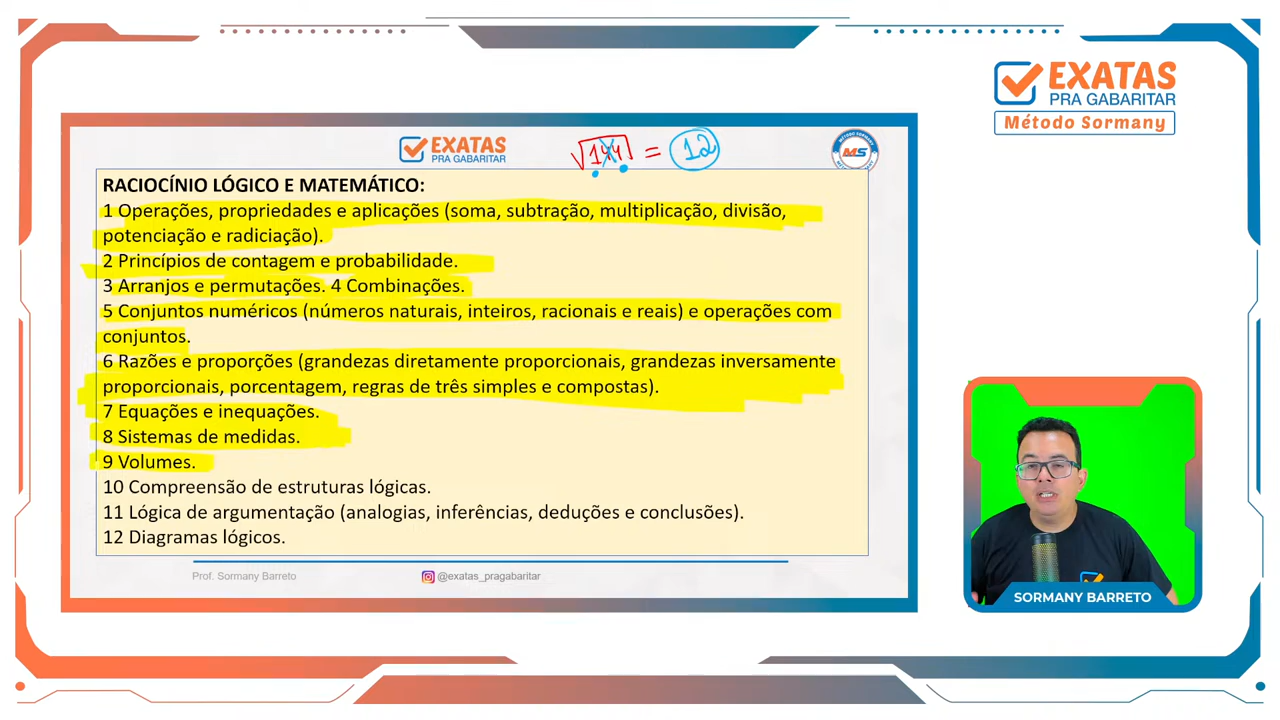 EXATAS
PRA GABARITAR
Método Sormany
EXATAS
PRA GABARITAR
√144 = 12
MÉTODO SORMANY
MS
RACIOCÍNIO LÓGICO E MATEMÁTICO:
1 Operações, propriedades e aplicações (soma, subtração, multiplicação, divisão,
potenciação e radiciação).
2 Princípios de contagem e probabilidade.
3 Arranjos e permutações. 4 Combinações.
5 Conjuntos numéricos (números naturais, inteiros, racionais e reais) e operações com
conjuntos.
6 Razões e proporções (grandezas diretamente proporcionais, grandezas inversamente
proporcionais, porcentagem, regras de três simples e compostas).
7 Equações e inequações.
8 Sistemas de medidas.
9 Volumes.
10 Compreensão de estruturas lógicas.
11 Lógica de argumentação (analogias, inferências, deduções e conclusões).
12 Diagramas lógicos.
Prof. Sormany Barreto
@exatas_pragabaritar
SORMANY BARRETO